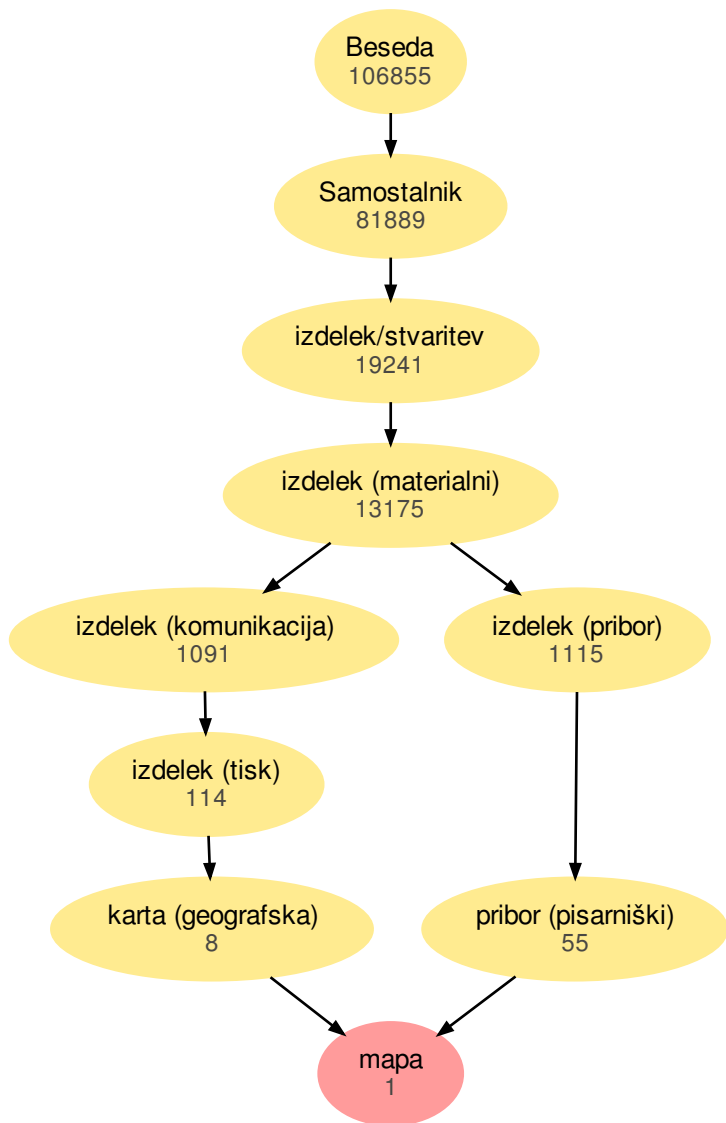 Beseda
106855
Samostalnik
81889
izdelek/stvaritev
19241
izdelek (materialni)
13175
izdelek (komunikacija)
1091
izdelek (pribor)
1115
izdelek (tisk)
114
karta (geografska)
8
pribor (pisarniški)
55
mapa
1